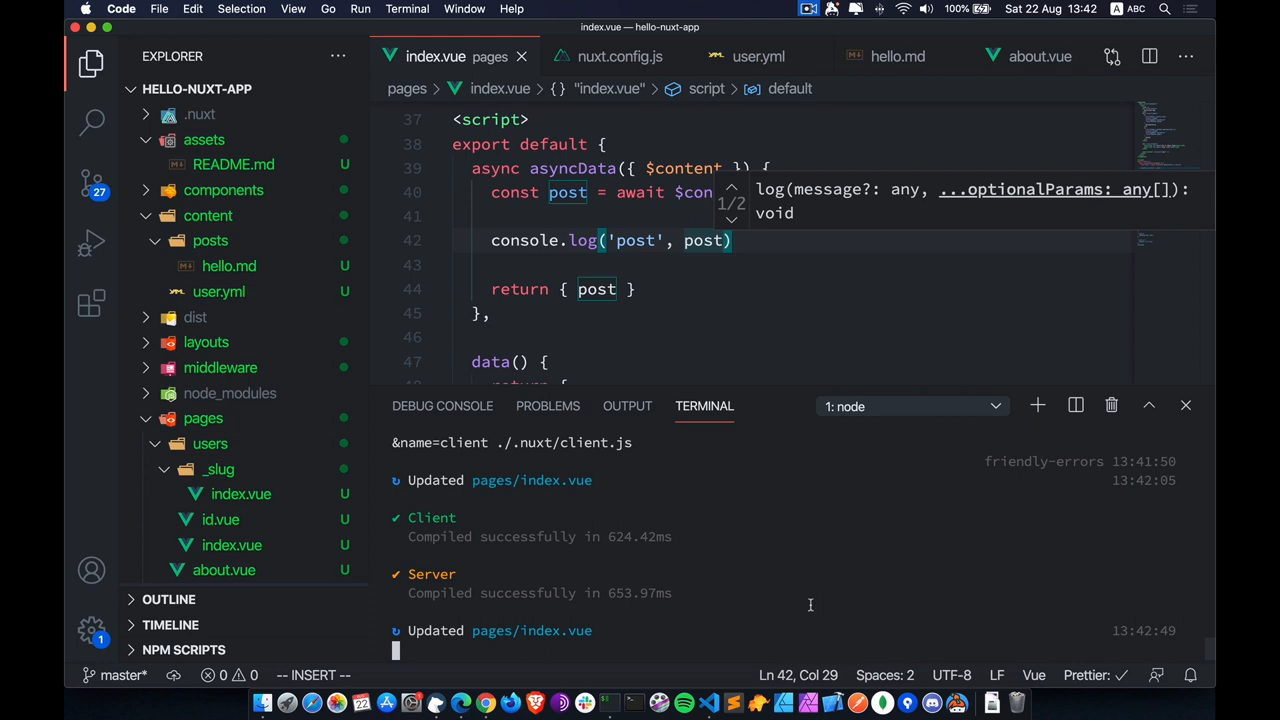 Code File Edit Selection View Go Run Terminal Window Help 100% Sat 22 Aug 13:42 A ABC
index.vue — hello-nuxt-app
EXPLORER
index.vue pages nuxt.config.js user.yml hello.md about.vue
HELLO-NUXT-APP
pages > index.vue > {} "index.vue" > script > default
.nuxt
assets
README.md U
components
content
posts
hello.md U
user.yml U
dist
layouts
middleware
node_modules
pages
users
_slug
index.vue U
id.vue U
index.vue U
about.vue U
OUTLINE
TIMELINE
NPM SCRIPTS
27
1
37 <script>
38 export default {
39 async asyncData({ $content }) {
40 const post = await $con
41
42 console.log('post', post)
43
44 return { post }
45 },
46
47 data() {
1/2
log(message?: any, ...optionalParams: any[]):
void
DEBUG CONSOLE PROBLEMS OUTPUT TERMINAL 1: node
&name=client ./.nuxt/client.js
friendly-errors 13:41:50
↻ Updated pages/index.vue 13:42:05
✔ Client
Compiled successfully in 624.42ms
✔ Server
Compiled successfully in 653.97ms
↻ Updated pages/index.vue 13:42:49
master* 0 0 -- INSERT -- Ln 42, Col 29 Spaces: 2 UTF-8 LF Vue Prettier: ✓
22